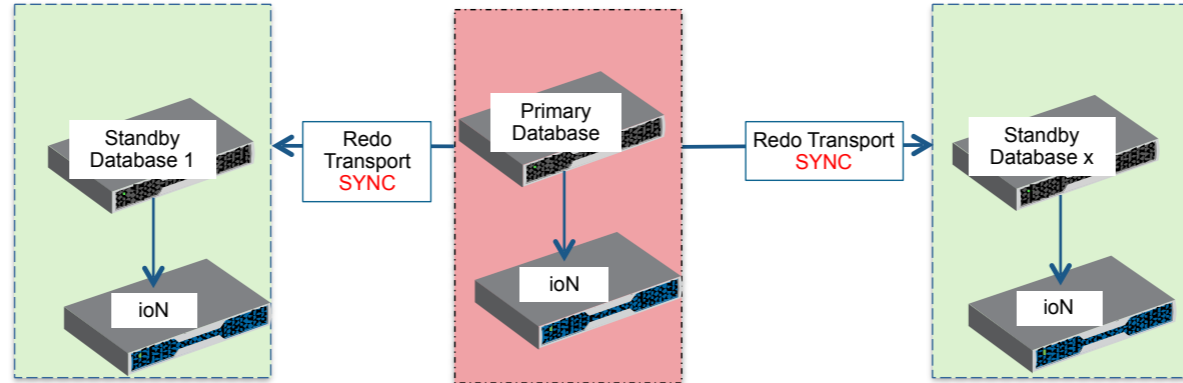 Standby
Database 1
Redo
Transport
SYNC
Primary
Database
Redo Transport
SYNC
Standby
Database x
ioN
ioN
ioN